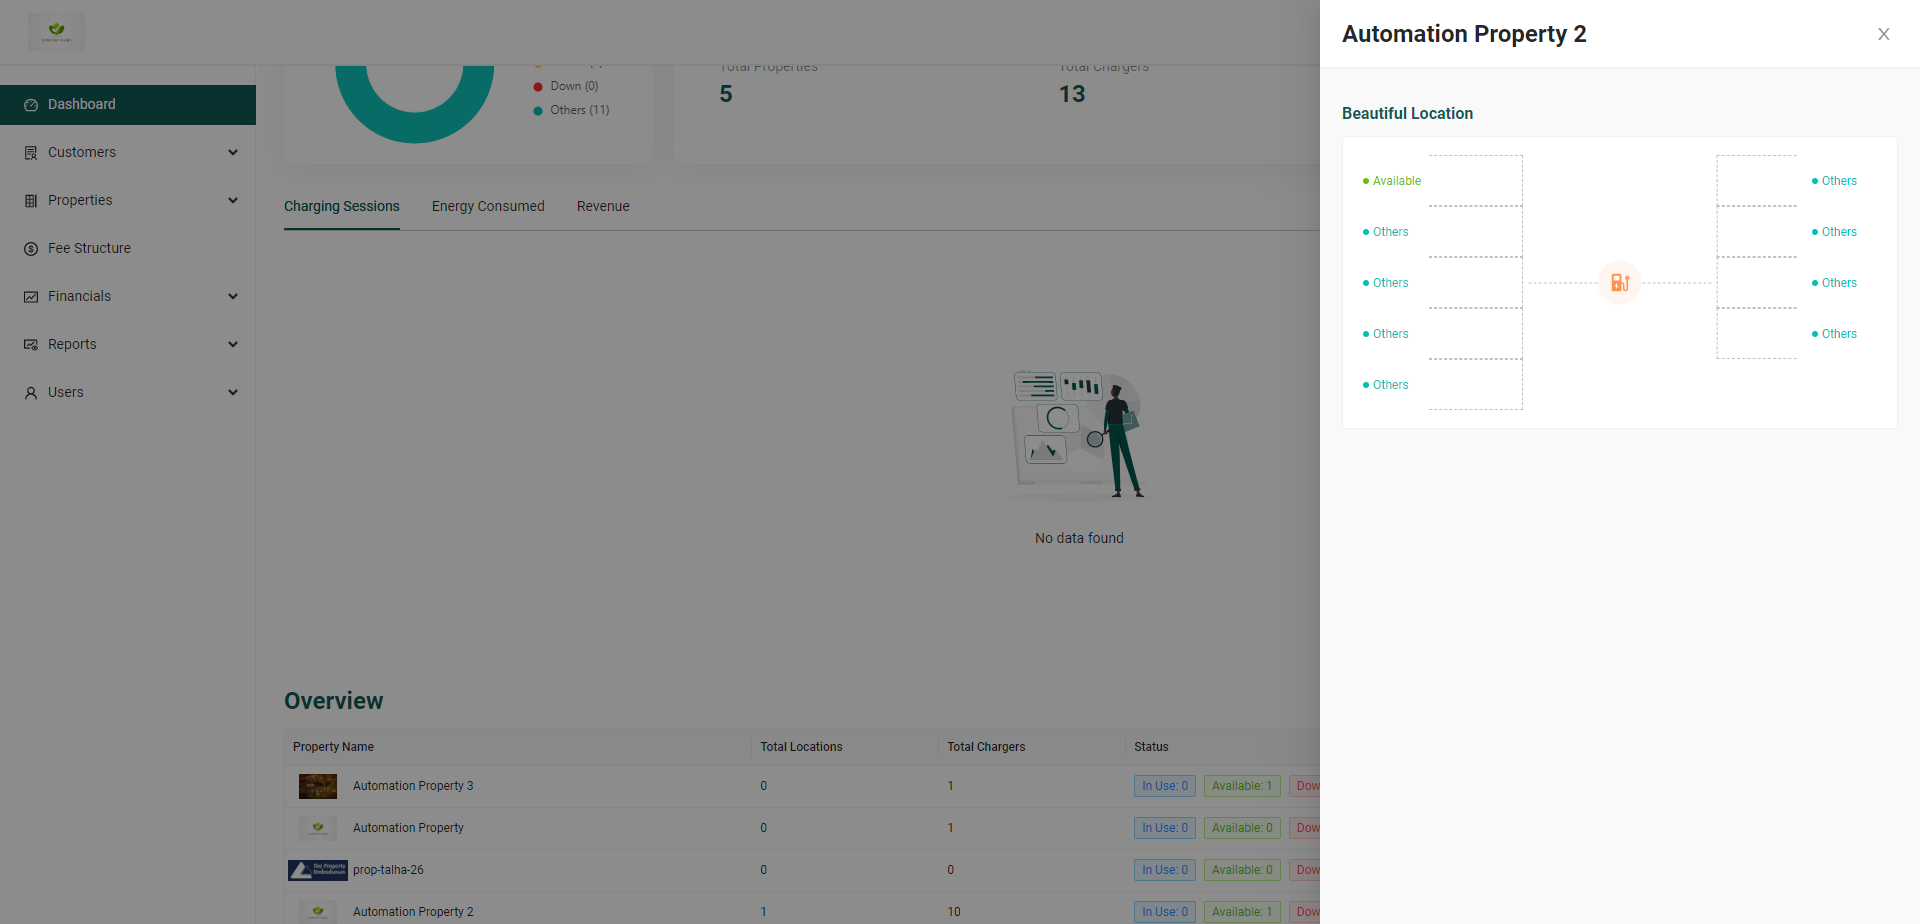 Automation Property 2
Dashboard
Customers
Properties
Fee Structure
Financials
Reports
Users
Down (0)
Others (11)
Total Properties
5
Total Chargers
13
Charging Sessions
Energy Consumed
Revenue
No data found
Overview
Property Name Total Locations Total Chargers Status
Automation Property 3 0 1 In Use: 0 Available: 1 Dow
Automation Property 0 1 In Use: 0 Available: 0 Dow
The Property
Ombudsman
prop-talha-26 0 0 In Use: 0 Available: 0 Dow
Automation Property 2 1 10 In Use: 0 Available: 1 Dow
Beautiful Location
Available Others
Others Others
Others Others
Others Others
Others